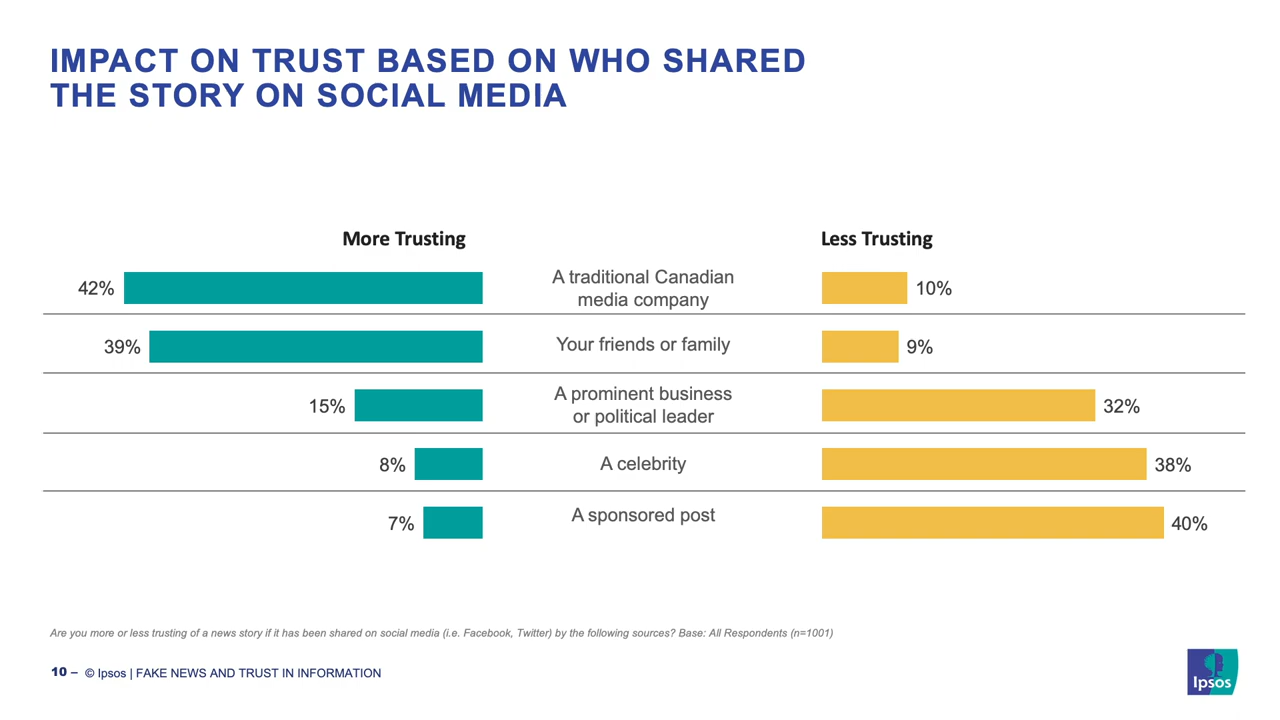 IMPACT ON TRUST BASED ON WHO SHARED
THE STORY ON SOCIAL MEDIA
More Trusting
Less Trusting
42%
A traditional Canadian
media company
10%
39%
Your friends or family
9%
15%
A prominent business
or political leader
32%
8%
A celebrity
38%
7%
A sponsored post
40%
Are you more or less trusting of a news story if it has been shared on social media (i.e. Facebook, Twitter) by the following sources? Base: All Respondents (n=1001)
10 – © Ipsos | FAKE NEWS AND TRUST IN INFORMATION
Ipsos